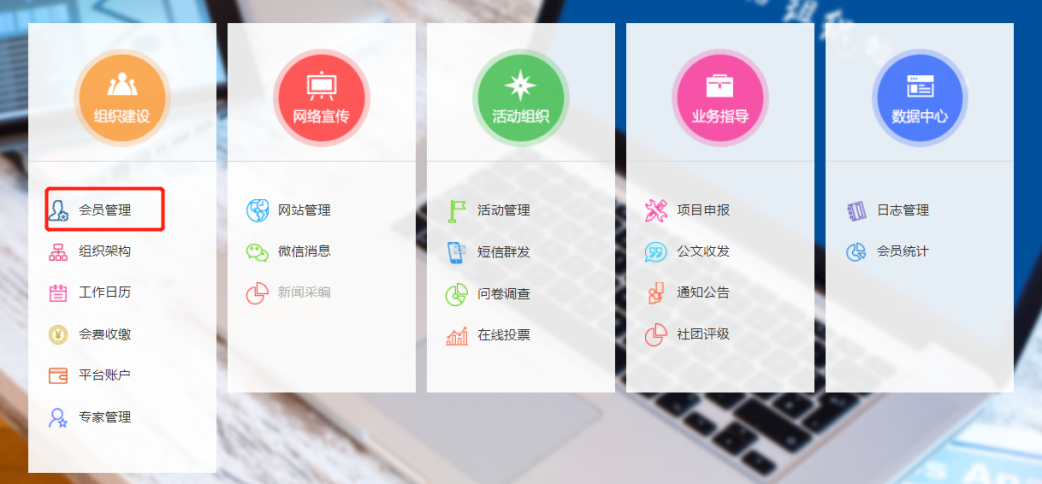 组织建设
会员管理
组织架构
工作日历
会费收缴
平台账户
专家管理
网络宣传
网站管理
微信消息
新闻采编
活动组织
活动管理
短信群发
问卷调查
在线投票
业务指导
项目申报
公文收发
通知公告
社团评级
数据中心
日志管理
会员统计